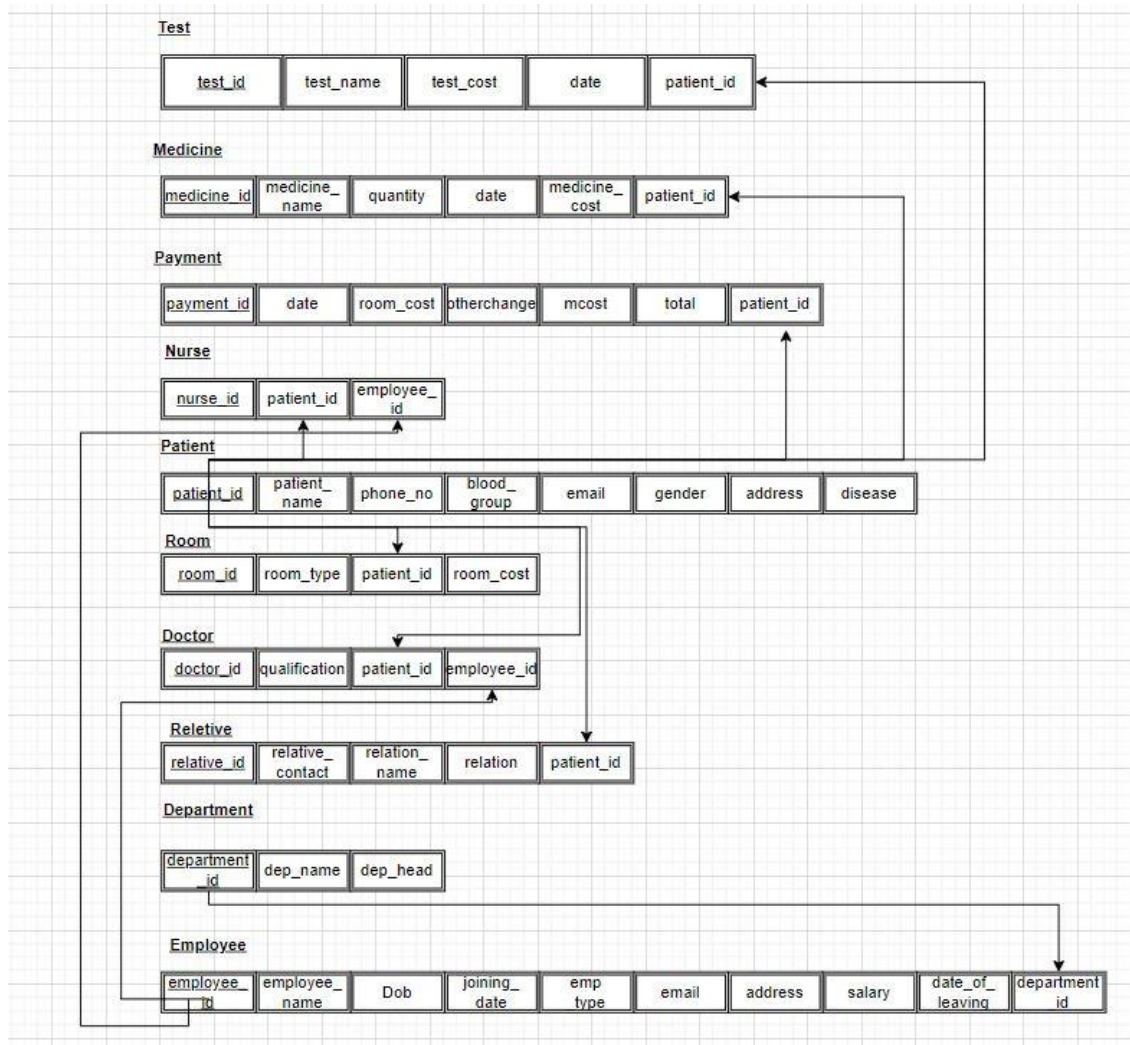 Test
test_id test_name test_cost date patient_id
Medicine
medicine_id medicine_ name quantity date medicine_ cost patient_id
Payment
payment_id date room_cost otherchange mcost total patient_id
Nurse
nurse_id patient_id employee_ id
Patient
patient_id patient_ name phone_no blood_ group email gender address disease
Room
room_id room_type patient_id room_cost
Doctor
doctor_id qualification patient_id employee_id
Reletive
relative_id relative_ contact relation_ name relation patient_id
Department
department _id dep_name dep_head
Employee
employee_ id employee_ name Dob joining_ date emp _type email address salary date_of_ leaving department _id